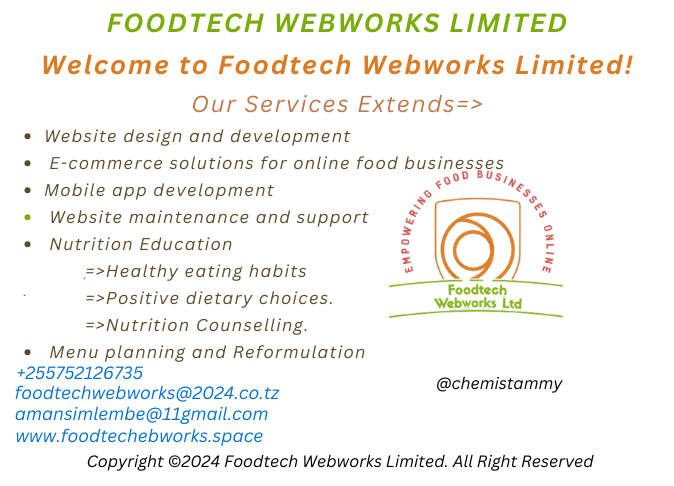 FOODTECH WEBWORKS LIMITED
Welcome to Foodtech Webworks Limited!
Our Services Extends=>
• Website design and development
• E-commerce solutions for online food businesses
• Mobile app development
• Website maintenance and support
• Nutrition Education
=>Healthy eating habits
=>Positive dietary choices.
=>Nutrition Counselling.
• Menu planning and Reformulation
EMPOWERING FOOD BUSINESSES ONLINE
Foodtech
Webworks Ltd
+255752126735
foodtechwebworks@2024.co.tz
amansimlembe@11gmail.com
www.foodtechebworks.space
@chemistammy
Copyright ©2024 Foodtech Webworks Limited. All Right Reserved